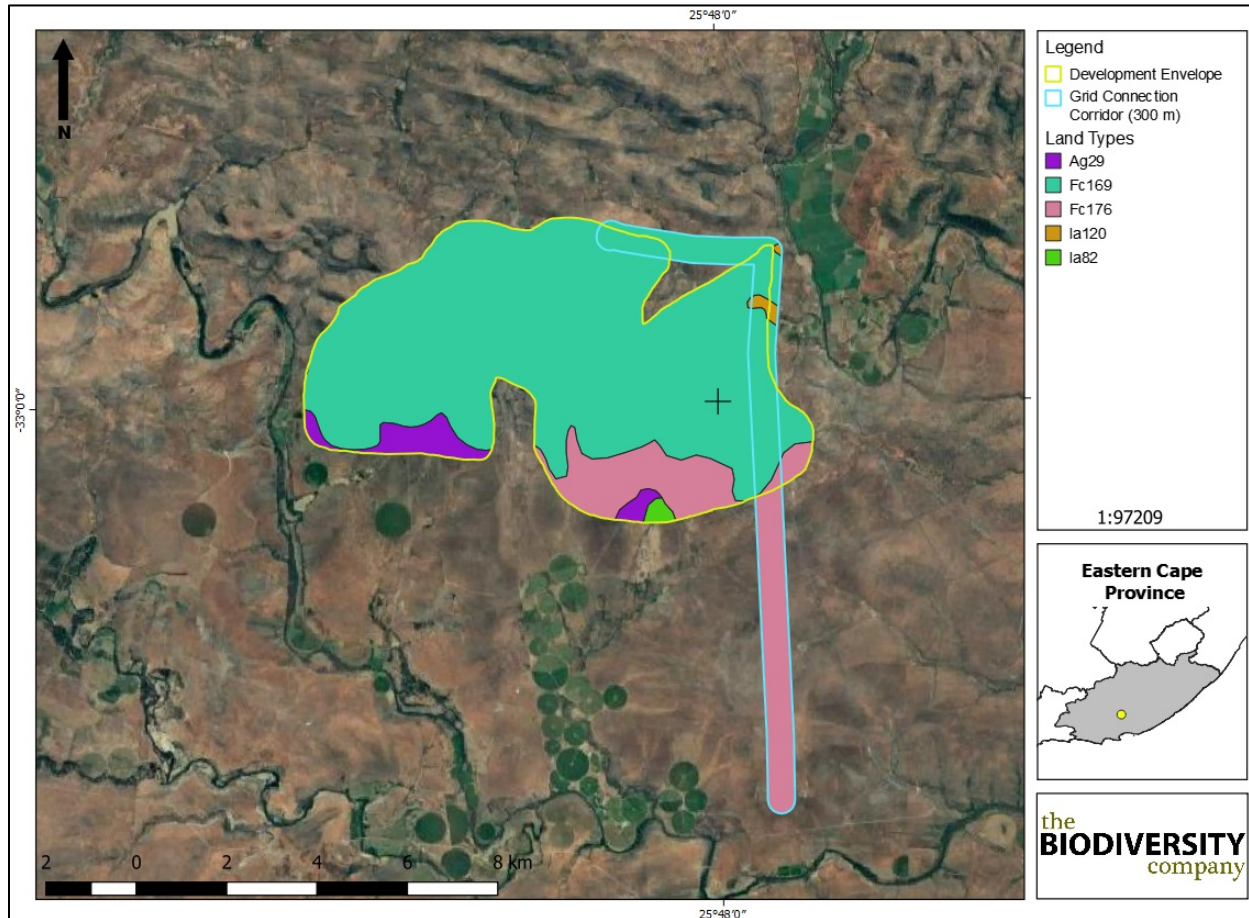 25°48'0"
N
-33°0'0"
2 0 2 4 6 8 km
25°48'0"
Legend
Development Envelope
Grid Connection
Corridor (300 m)
Land Types
Ag29
Fc169
Fc176
Ia120
Ia82
1:97209
Eastern Cape
Province
the
BIODIVERSITY
company